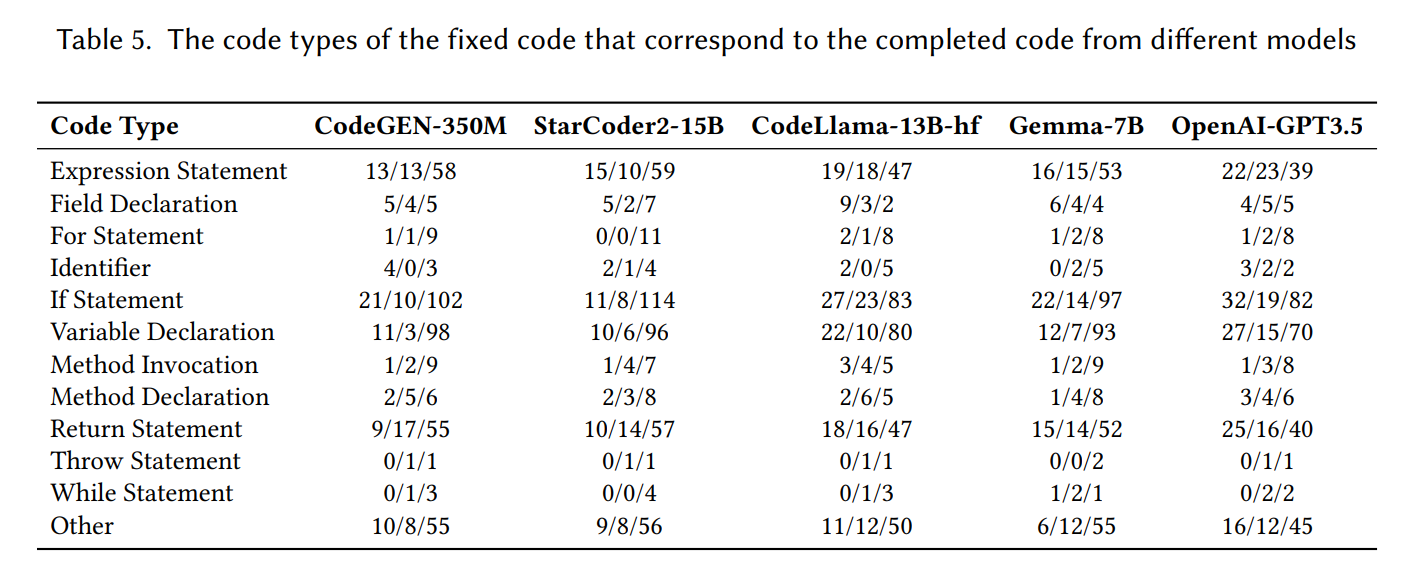 Table 5. The code types of the fixed code that correspond to the completed code from different models
Code Type CodeGEN-350M StarCoder2-15B CodeLlama-13B-hf Gemma-7B OpenAI-GPT3.5
Expression Statement 13/13/58 15/10/59 19/18/47 16/15/53 22/23/39
Field Declaration 5/4/5 5/2/7 9/3/2 6/4/4 4/5/5
For Statement 1/1/9 0/0/11 2/1/8 1/2/8 1/2/8
Identifier 4/0/3 2/1/4 2/0/5 0/2/5 3/2/2
If Statement 21/10/102 11/8/114 27/23/83 22/14/97 32/19/82
Variable Declaration 11/3/98 10/6/96 22/10/80 12/7/93 27/15/70
Method Invocation 1/2/9 1/4/7 3/4/5 1/2/9 1/3/8
Method Declaration 2/5/6 2/3/8 2/6/5 1/4/8 3/4/6
Return Statement 9/17/55 10/14/57 18/16/47 15/14/52 25/16/40
Throw Statement 0/1/1 0/1/1 0/1/1 0/0/2 0/1/1
While Statement 0/1/3 0/0/4 0/1/3 1/2/1 0/2/2
Other 10/8/55 9/8/56 11/12/50 6/12/55 16/12/45